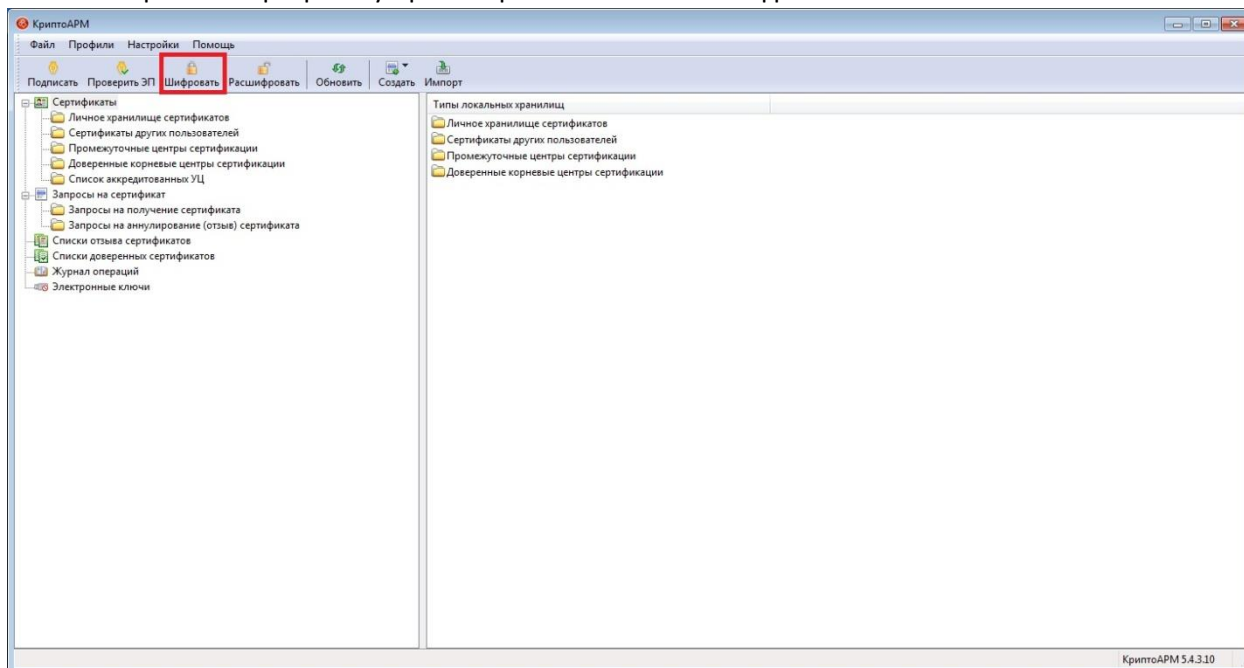 КриптоАРМ
Файл Профили Настройки Помощь
Подписать Проверить ЭП Шифровать Расшифровать Обновить Создать Импорт
Сертификаты
Личное хранилище сертификатов
Сертификаты других пользователей
Промежуточные центры сертификации
Доверенные корневые центры сертификации
Список аккредитованных УЦ
Запросы на сертификат
Запросы на получение сертификата
Запросы на аннулирование (отзыв) сертификата
Списки отзыва сертификатов
Списки доверенных сертификатов
Журнал операций
Электронные ключи
Типы локальных хранилищ
Личное хранилище сертификатов
Сертификаты других пользователей
Промежуточные центры сертификации
Доверенные корневые центры сертификации
КриптоАРМ 5.4.3.10